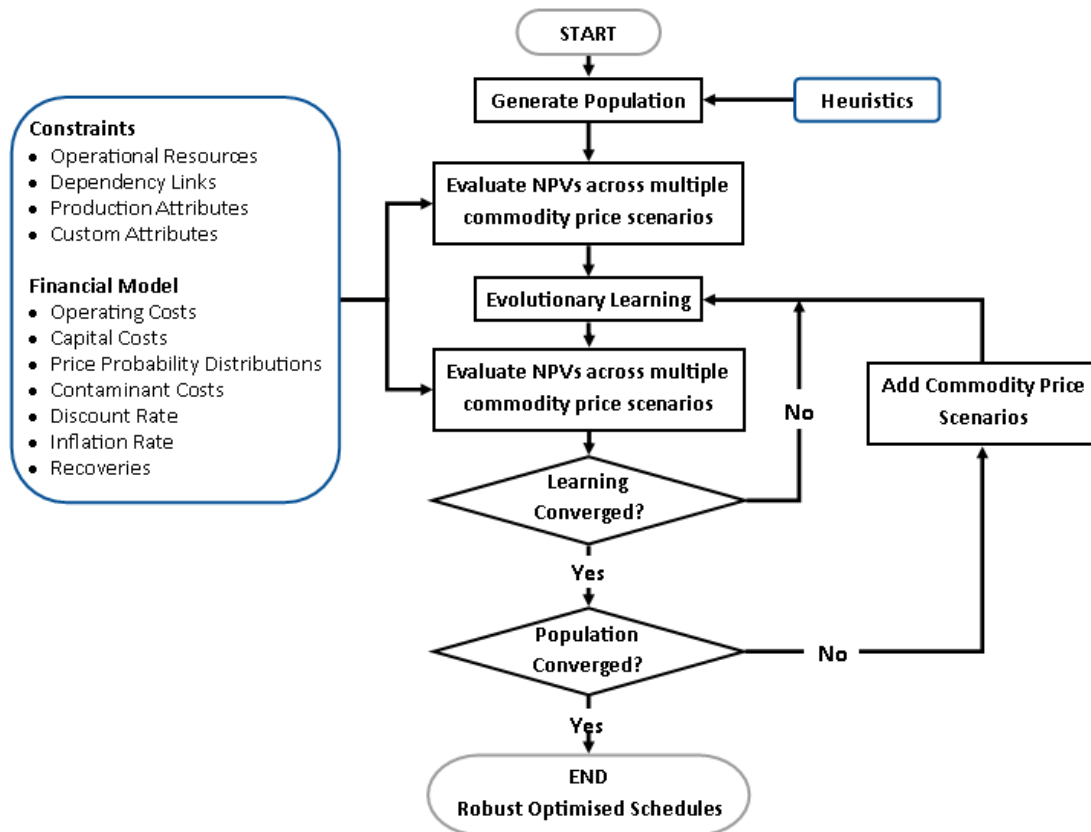 START
Generate Population
Heuristics
Constraints
• Operational Resources
• Dependency Links
• Production Attributes
• Custom Attributes
Financial Model
• Operating Costs
• Capital Costs
• Price Probability Distributions
• Contaminant Costs
• Discount Rate
• Inflation Rate
• Recoveries
Evaluate NPVs across multiple
commodity price scenarios
Evolutionary Learning
Evaluate NPVs across multiple
commodity price scenarios
No
Add Commodity Price
Scenarios
Learning
Converged?
Yes
Population
Converged?
No
Yes
END
Robust Optimised Schedules